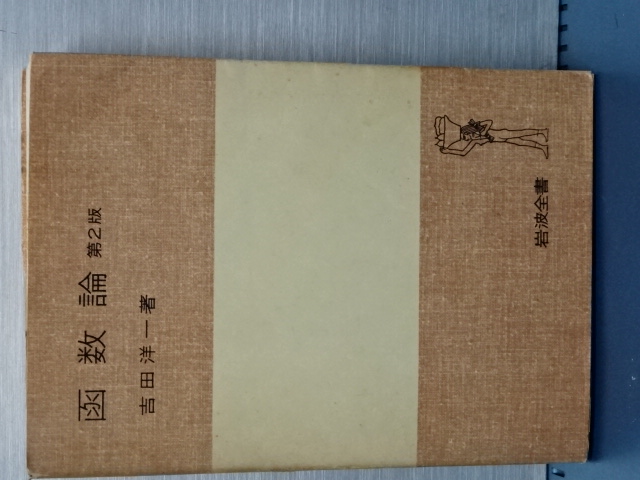 函数論 第2版
吉田洋一著
岩波全書